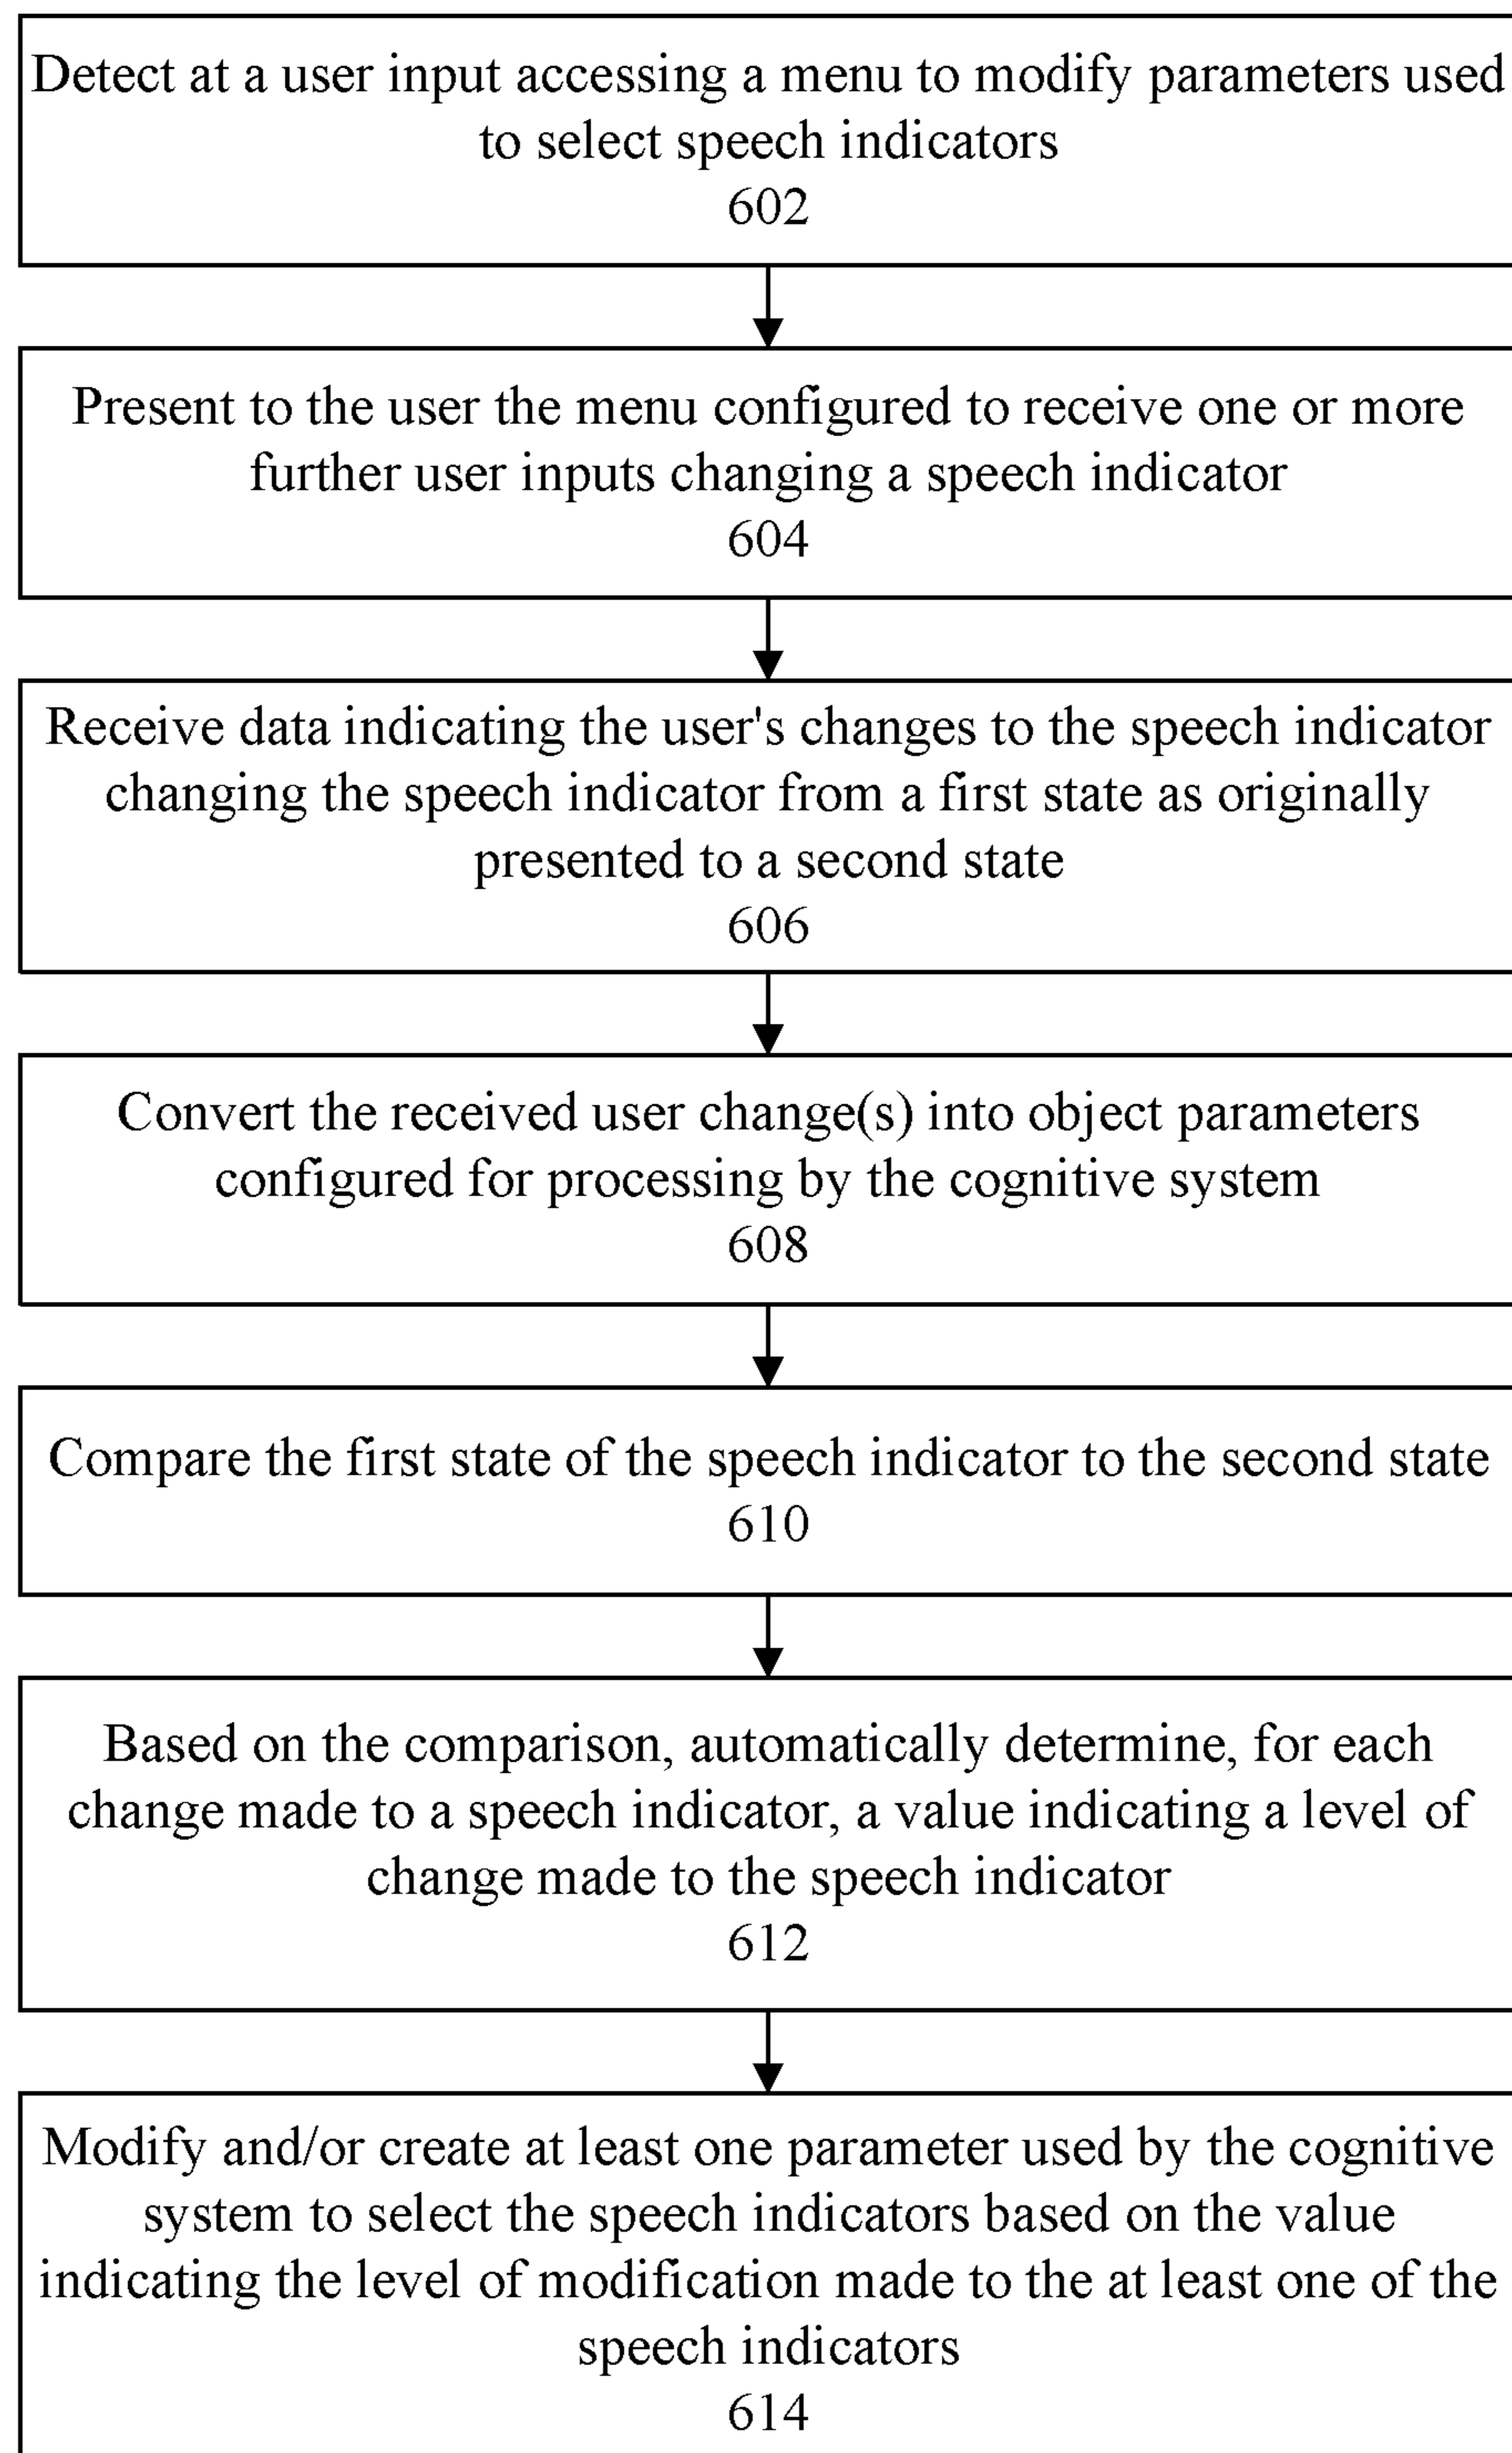 Detect at a user input accessing a menu to modify parameters used
to select speech indicators
602
Present to the user the menu configured to receive one or more
further user inputs changing a speech indicator
604
Receive data indicating the user's changes to the speech indicator
changing the speech indicator from a first state as originally
presented to a second state
606
Convert the received user change(s) into object parameters
configured for processing by the cognitive system
608
Compare the first state of the speech indicator to the second state
610
Based on the comparison, automatically determine, for each
change made to a speech indicator, a value indicating a level of
change made to the speech indicator
612
Modify and/or create at least one parameter used by the cognitive
system to select the speech indicators based on the value
indicating the level of modification made to the at least one of the
speech indicators
614